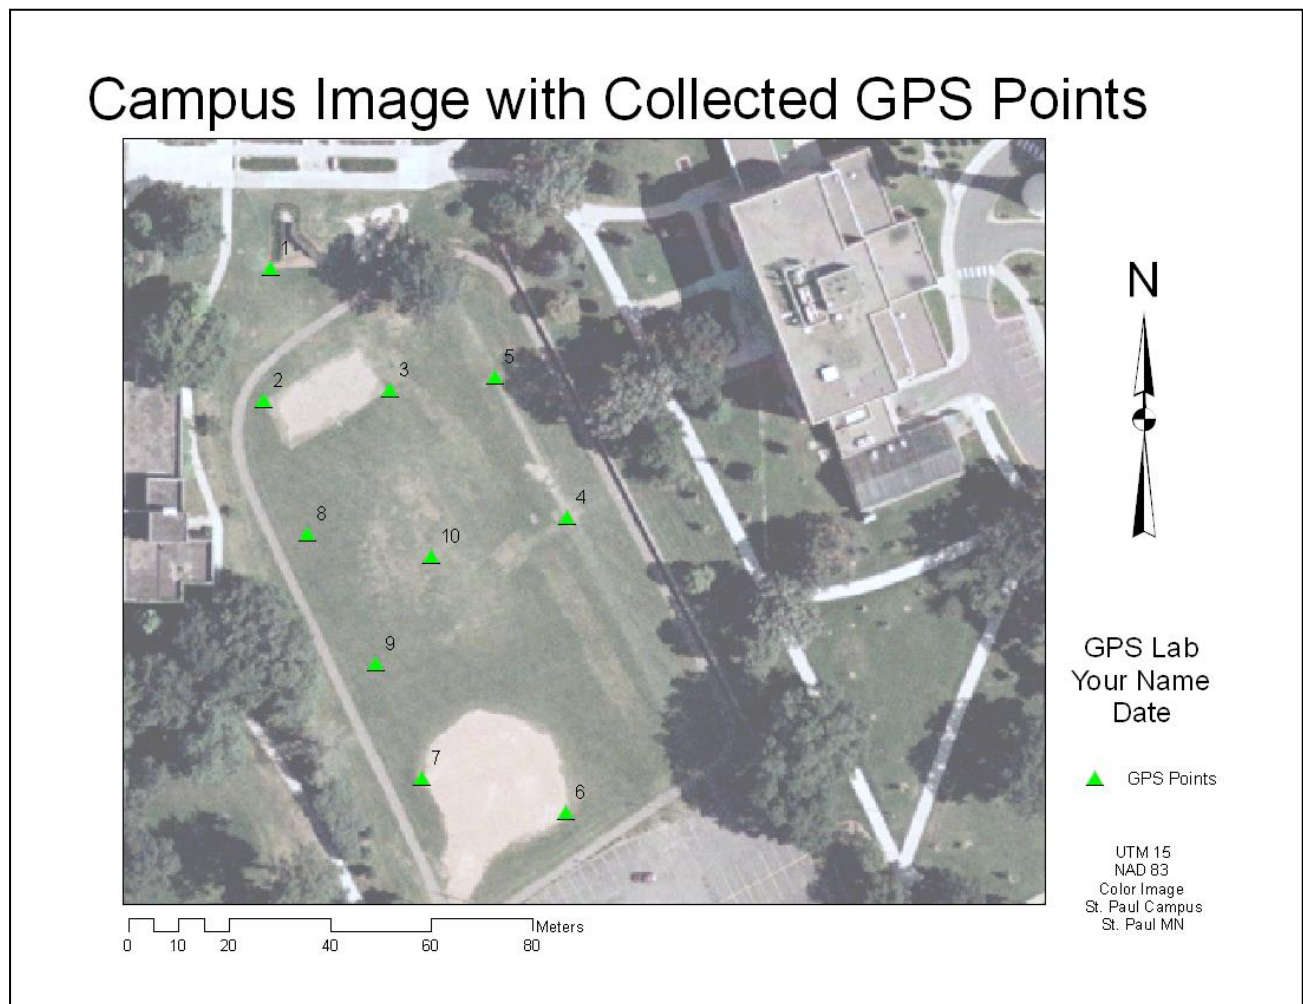 Campus Image with Collected GPS Points
1
5
3
2
4
8
10
9
7
6
N
GPS Lab
Your Name
Date
GPS Points
UTM 15
NAD 83
Color Image
St. Paul Campus
St. Paul MN
Meters
0 10 20 40 60 80